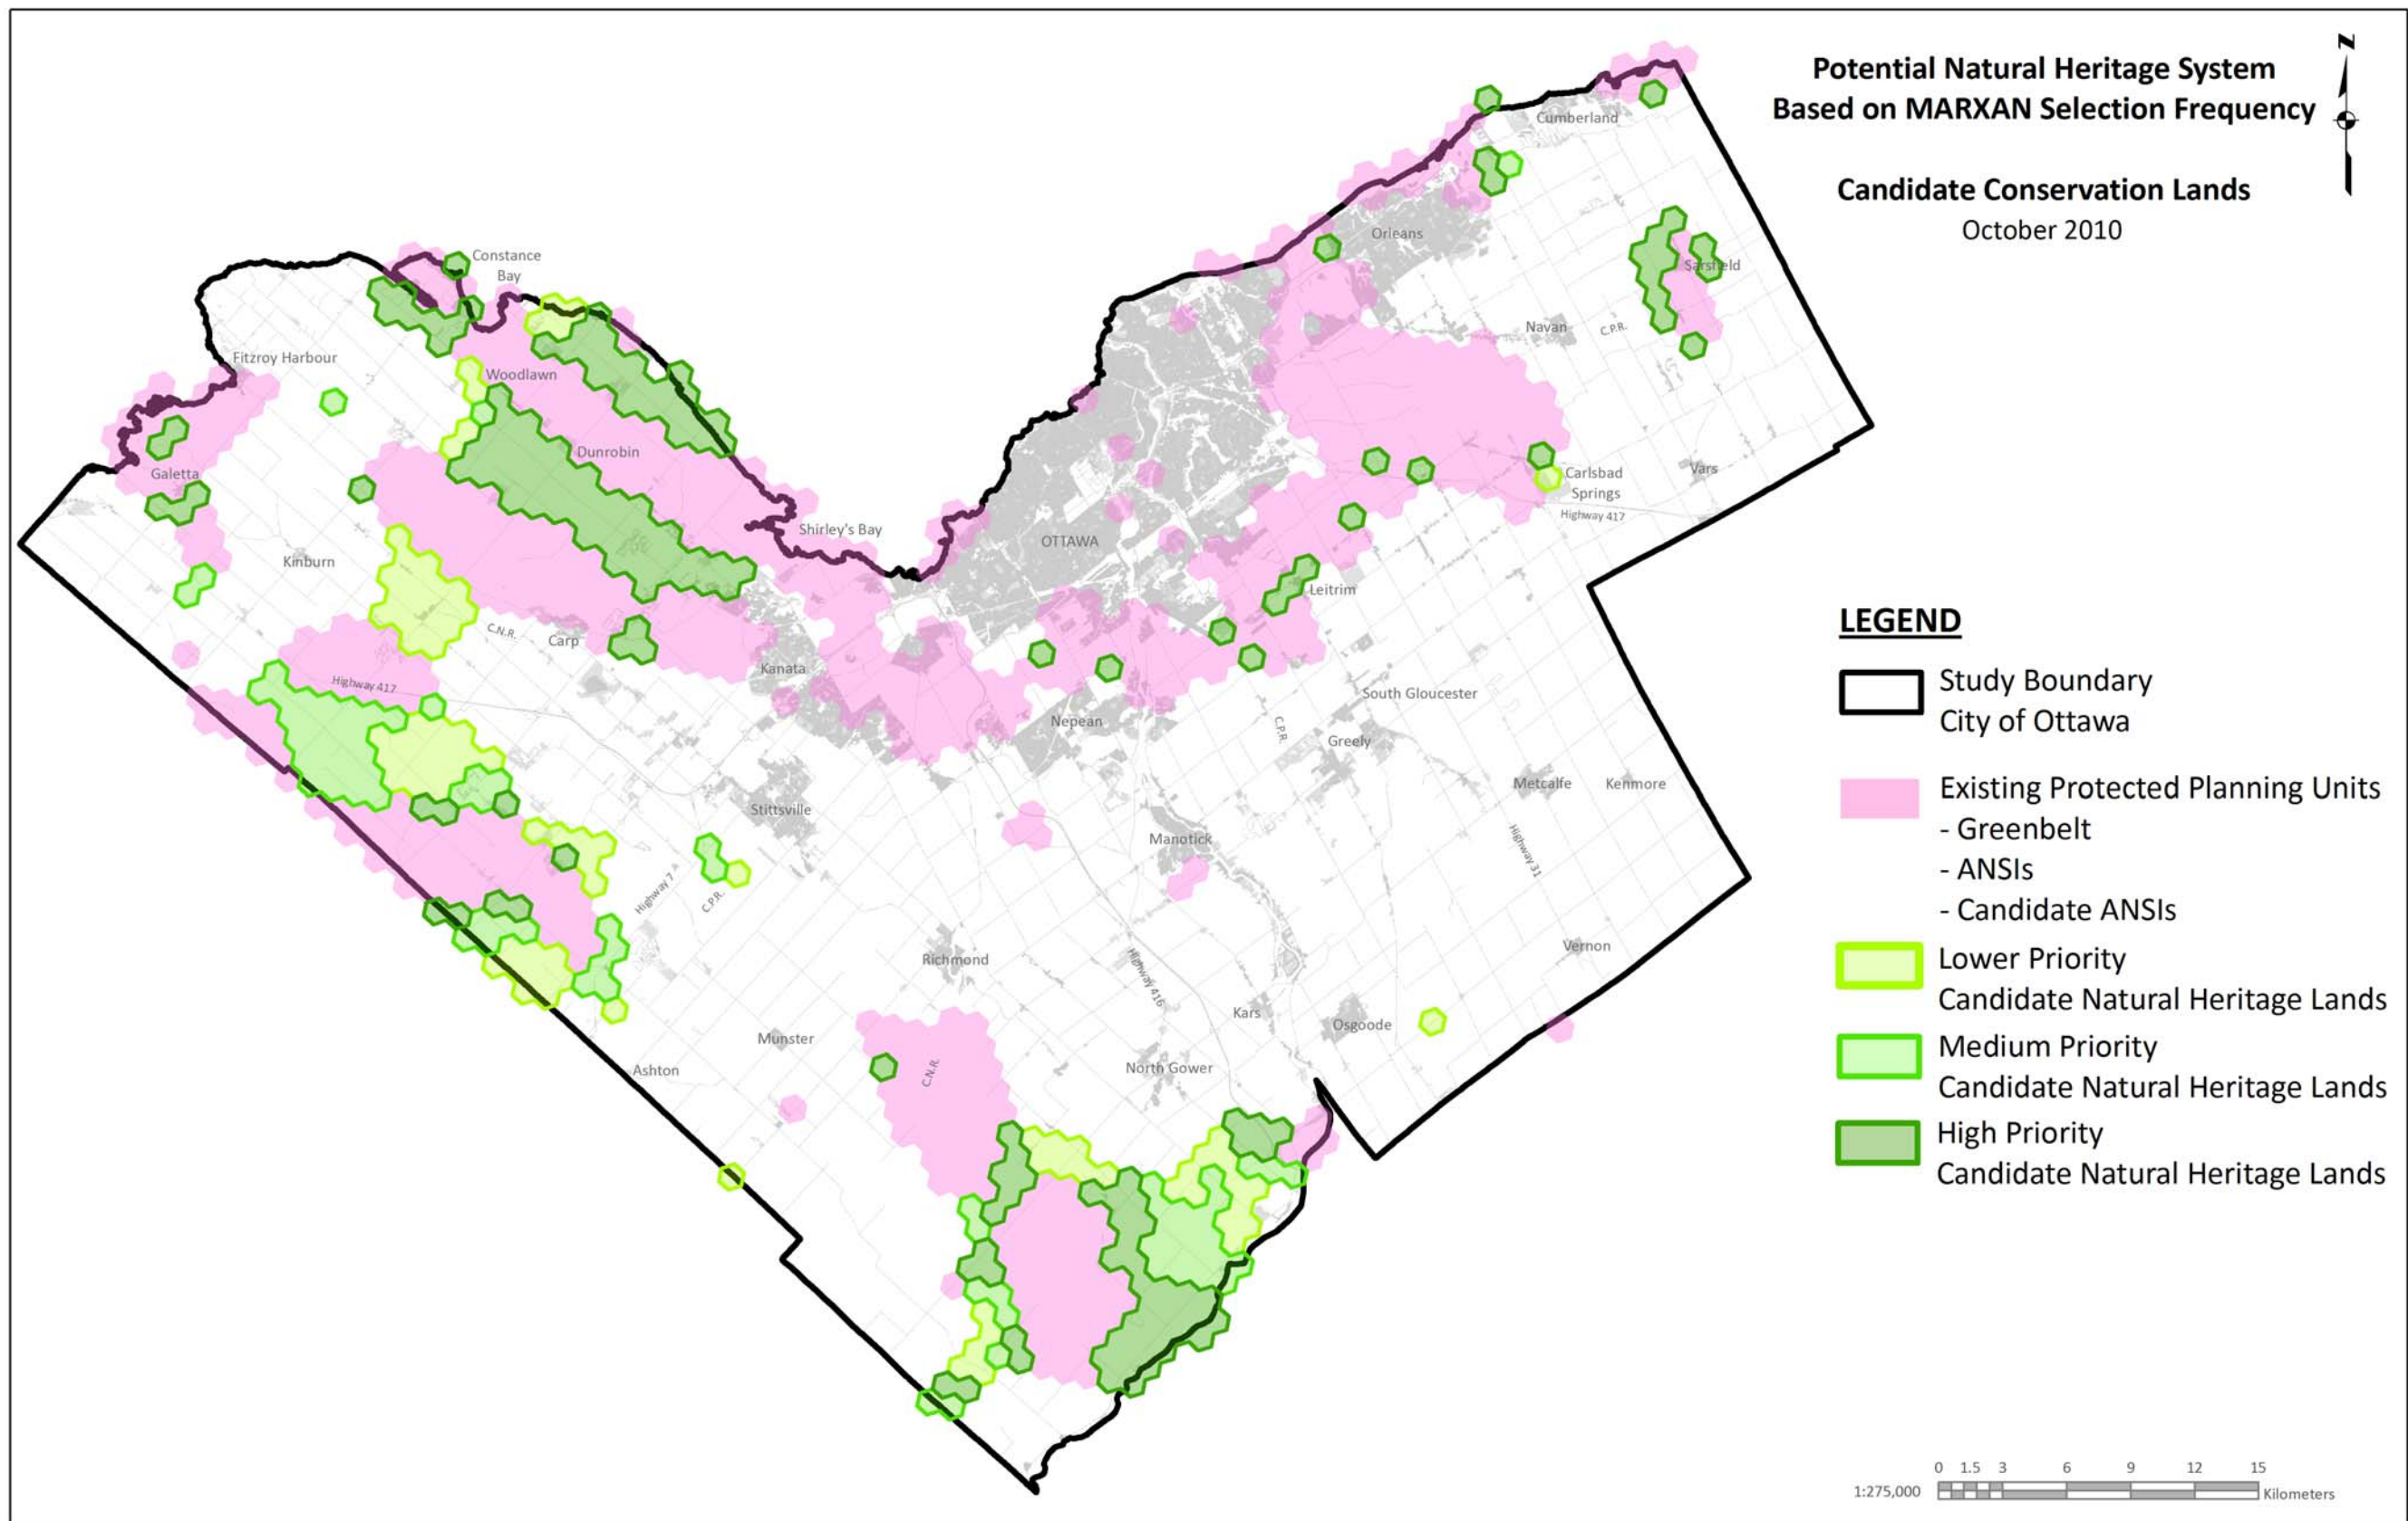 Potential Natural Heritage System
Based on MARXAN Selection Frequency
Candidate Conservation Lands
October 2010
N
Cumberland
Orleans
Sarsfield
Constance
Bay
Navan
C.P.R.
Fitzroy Harbour
Woodlawn
Dunrobin
Galetta
Carlsbad
Springs
Vars
Highway 417
Shirley's Bay
OTTAWA
Kinburn
Leitrim
C.N.R.
Carp
Kanata
Highway 417
South Gloucester
Nepean
C.P.R.
Greely
Metcalfe
Kenmore
Stittsville
Manotick
Highway 31
Highway 7
C.P.R.
Richmond
Highway 416
Vernon
Kars
Osgoode
Munster
Ashton
C.N.R.
North Gower
LEGEND
Study Boundary
City of Ottawa
Existing Protected Planning Units
- Greenbelt
- ANSIs
- Candidate ANSIs
Lower Priority
Candidate Natural Heritage Lands
Medium Priority
Candidate Natural Heritage Lands
High Priority
Candidate Natural Heritage Lands
0 1.5 3 6 9 12 15
1:275,000
Kilometers